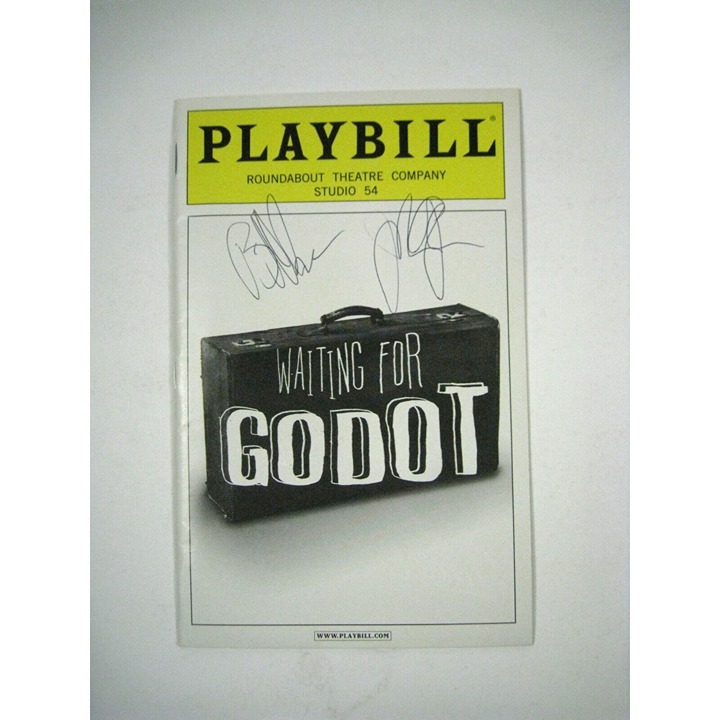 PLAYBILL®
ROUNDABOUT THEATRE COMPANY
STUDIO 54
WAITING FOR
GODOT
WWW.PLAYBILL.COM